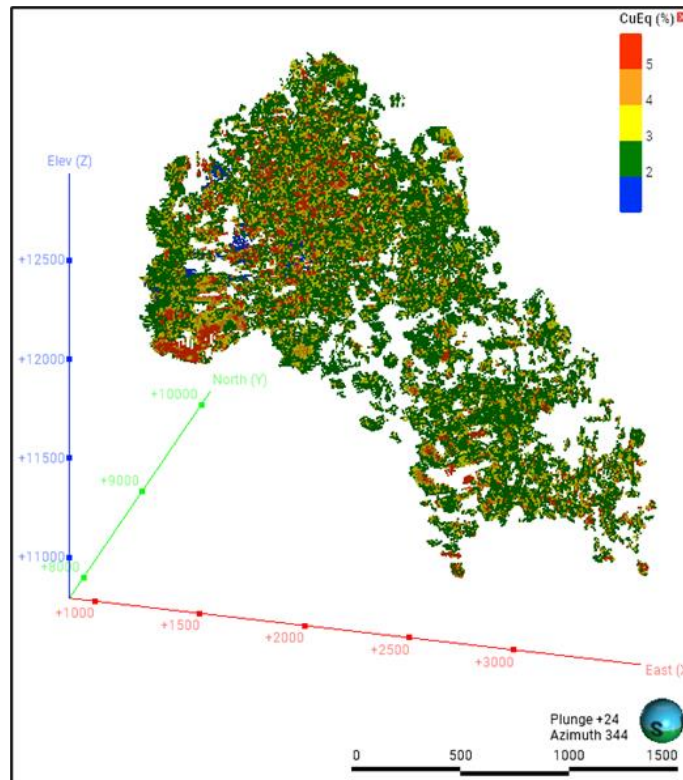 CuEq (%)
5
4
3
2
Elev (Z)
+12500
+12000
+11500
+11000
North (Y)
+10000
+9000
+8000
+1000
+1500
+2000
+2500
+3000
East (X
Plunge +24
Azimuth 344
S
0 500 1000 1500